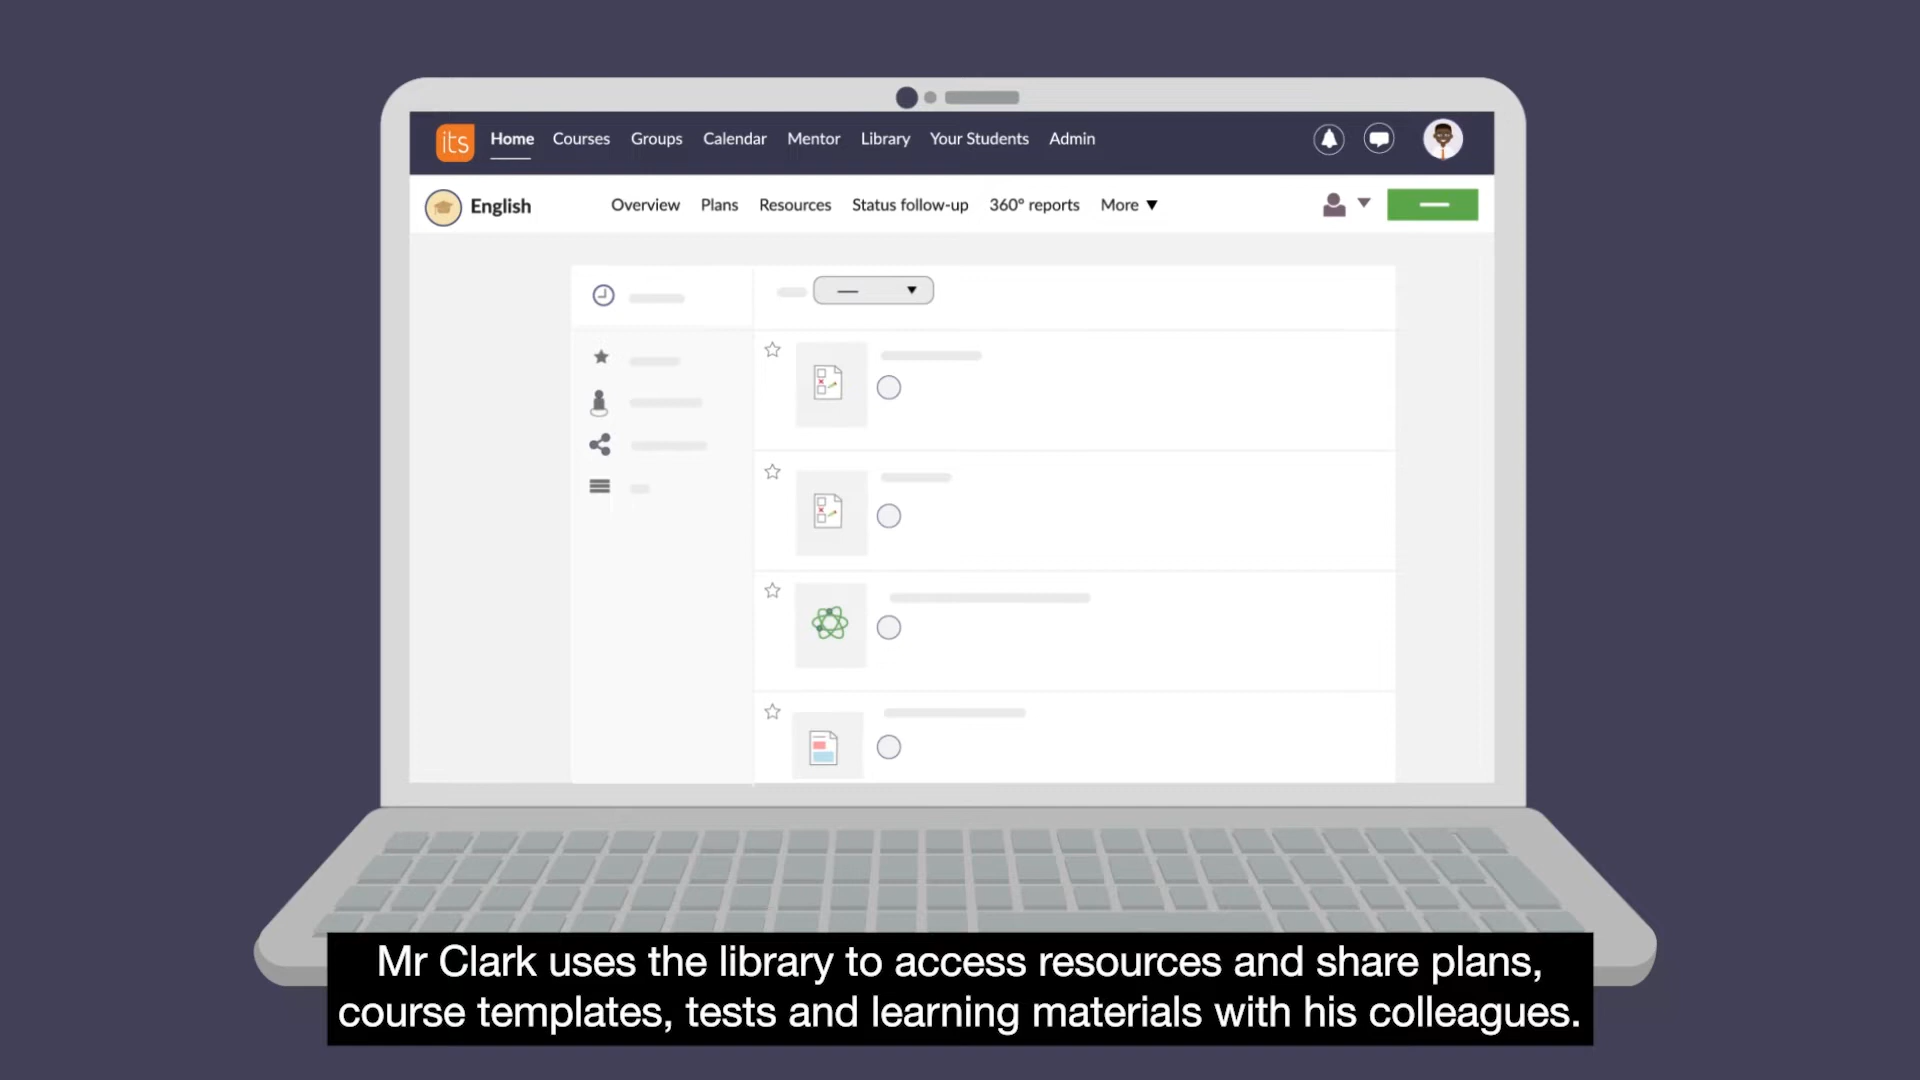 its Home Courses Groups Calendar Mentor Library Your Students Admin
English Overview Plans Resources Status follow-up 360° reports More
Mr Clark uses the library to access resources and share plans,
course templates, tests and learning materials with his colleagues.